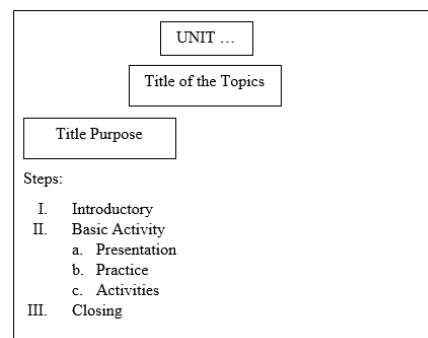 UNIT …
Title of the Topics
Title Purpose
Steps:
I. Introductory
II. Basic Activity
a. Presentation
b. Practice
c. Activities
III. Closing